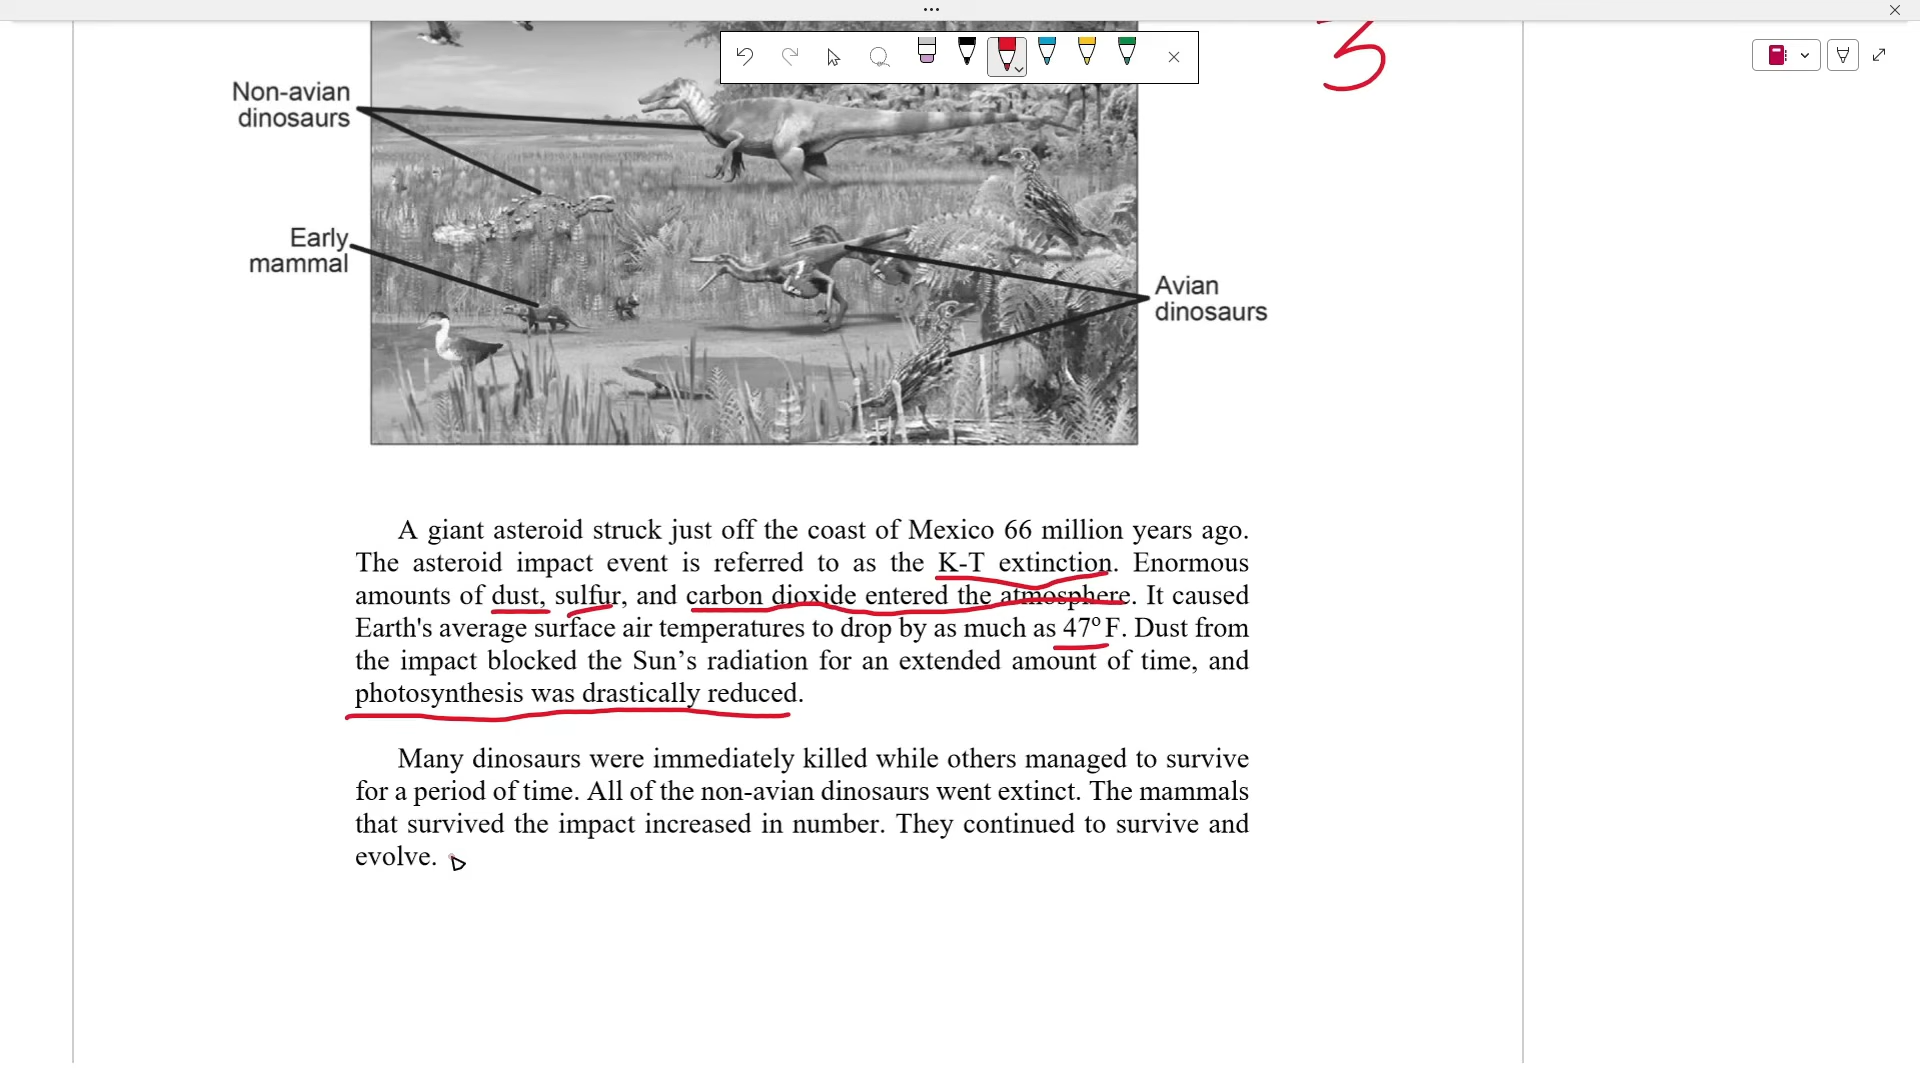 3
Non-avian
dinosaurs
Early
mammal
Avian
dinosaurs
A giant asteroid struck just off the coast of Mexico 66 million years ago.
The asteroid impact event is referred to as the K-T extinction. Enormous
amounts of dust, sulfur, and carbon dioxide entered the atmosphere. It caused
Earth's average surface air temperatures to drop by as much as 47° F. Dust from
the impact blocked the Sun’s radiation for an extended amount of time, and
photosynthesis was drastically reduced.
Many dinosaurs were immediately killed while others managed to survive
for a period of time. All of the non-avian dinosaurs went extinct. The mammals
that survived the impact increased in number. They continued to survive and
evolve.